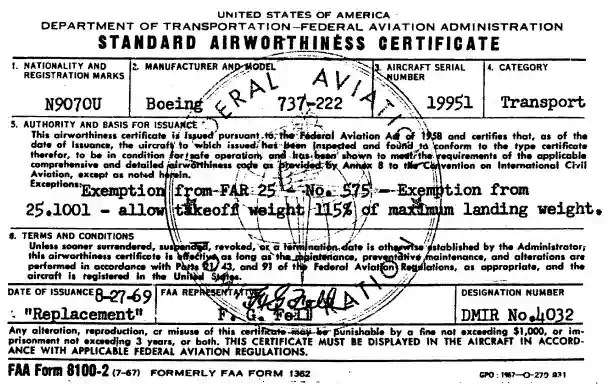 UNITED STATES OF AMERICA
DEPARTMENT OF TRANSPORTATION—FEDERAL AVIATION ADMINISTRATION
STANDARD AIRWORTHINESS CERTIFICATE
1. NATIONALITY AND REGISTRATION MARKS
2. MANUFACTURER AND MODEL
3. AIRCRAFT SERIAL NUMBER
4. CATEGORY
N9070U Boeing 737-222 19951 Transport
5. AUTHORITY AND BASIS FOR ISSUANCE
This airworthiness certificate is issued pursuant to the Federal Aviation Act of 1958 and certifies that, as of the
date of issuance, the aircraft to which issued has been inspected and found to conform to the type certificate
therefor, to be in condition for safe operation, and has been shown to meet the requirements of the applicable
comprehensive and detailed airworthiness code as provided by Annex 8 to the Convention on International Civil
Aviation, except as noted herein.
Exceptions: Exemption from FAR 25 - No. 575 - Exemption from
25.1001 - allow takeoff weight 115% of maximum landing weight.
6. TERMS AND CONDITIONS
Unless sooner surrendered, suspended, revoked, or a termination date is otherwise established by the Administrator,
this airworthiness certificate is effective as long as the maintenance, preventative maintenance, and alterations are
performed in accordance with Parts 21, 43, and 91 of the Federal Aviation Regulations, as appropriate, and the
aircraft is registered in the United States.
DATE OF ISSUANCE 8-27-69
"Replacement"
FAA REPRESENTATIVE
F. G. Fell
F. G. Fell
DESIGNATION NUMBER
DMIR No.4032
Any alteration, reproduction, or misuse of this certificate may be punishable by a fine not exceeding $1,000, or im-
prisonment not exceeding 3 years, or both. THIS CERTIFICATE MUST BE DISPLAYED IN THE AIRCRAFT IN ACCORD-
ANCE WITH APPLICABLE FEDERAL AVIATION REGULATIONS.
FAA Form 8100-2 (7-67) FORMERLY FAA FORM 1362
GPO : 1967—O-270-931
FEDERAL AVIATION